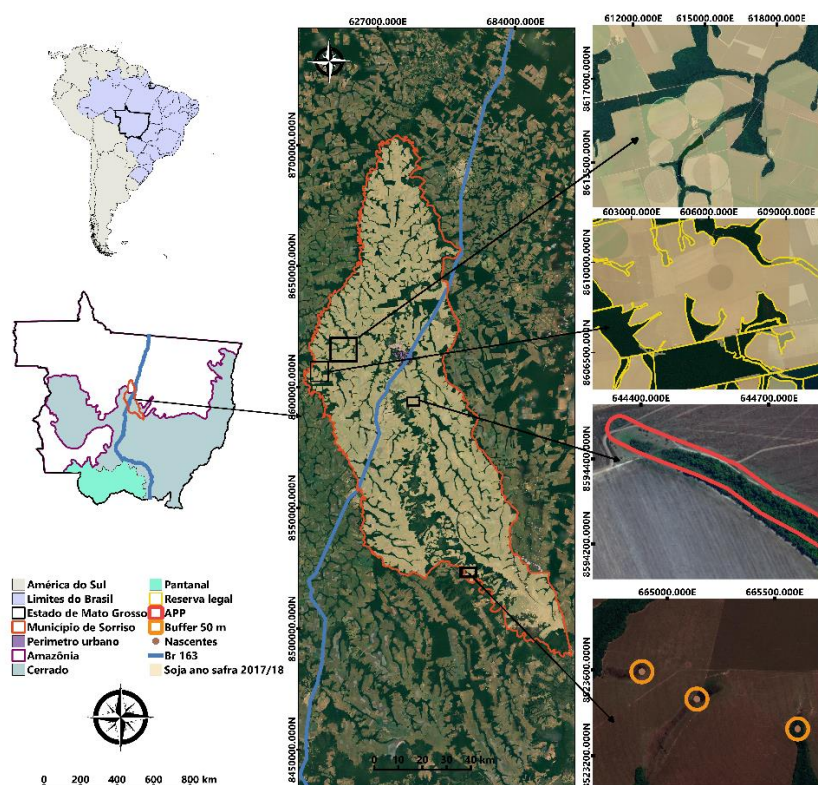 627000.000E 684000.000E
8700000.000N
8650000.000N
8600000.000N
8550000.000N
8500000.000N
8450000.000N
0 10 20 30 40 km
612000.000E 615000.000E 618000.000E
8617000.000N
8613500.000N
603000.000E 606000.000E 609000.000E
8610000.000N
8606500.000N
644400.000E 644700.000E
8594400.000N
8594200.000N
665000.000E 665500.000E
8523600.000N
8523200.000N
América do Sul
Limites do Brasil
Estado de Mato Grosso
Município de Sorriso
Perimetro urbano
Amazônia
Cerrado
Pantanal
Reserva legal
APP
Buffer 50 m
Nascentes
Br 163
Soja ano safra 2017/18
0 200 400 600 800 km